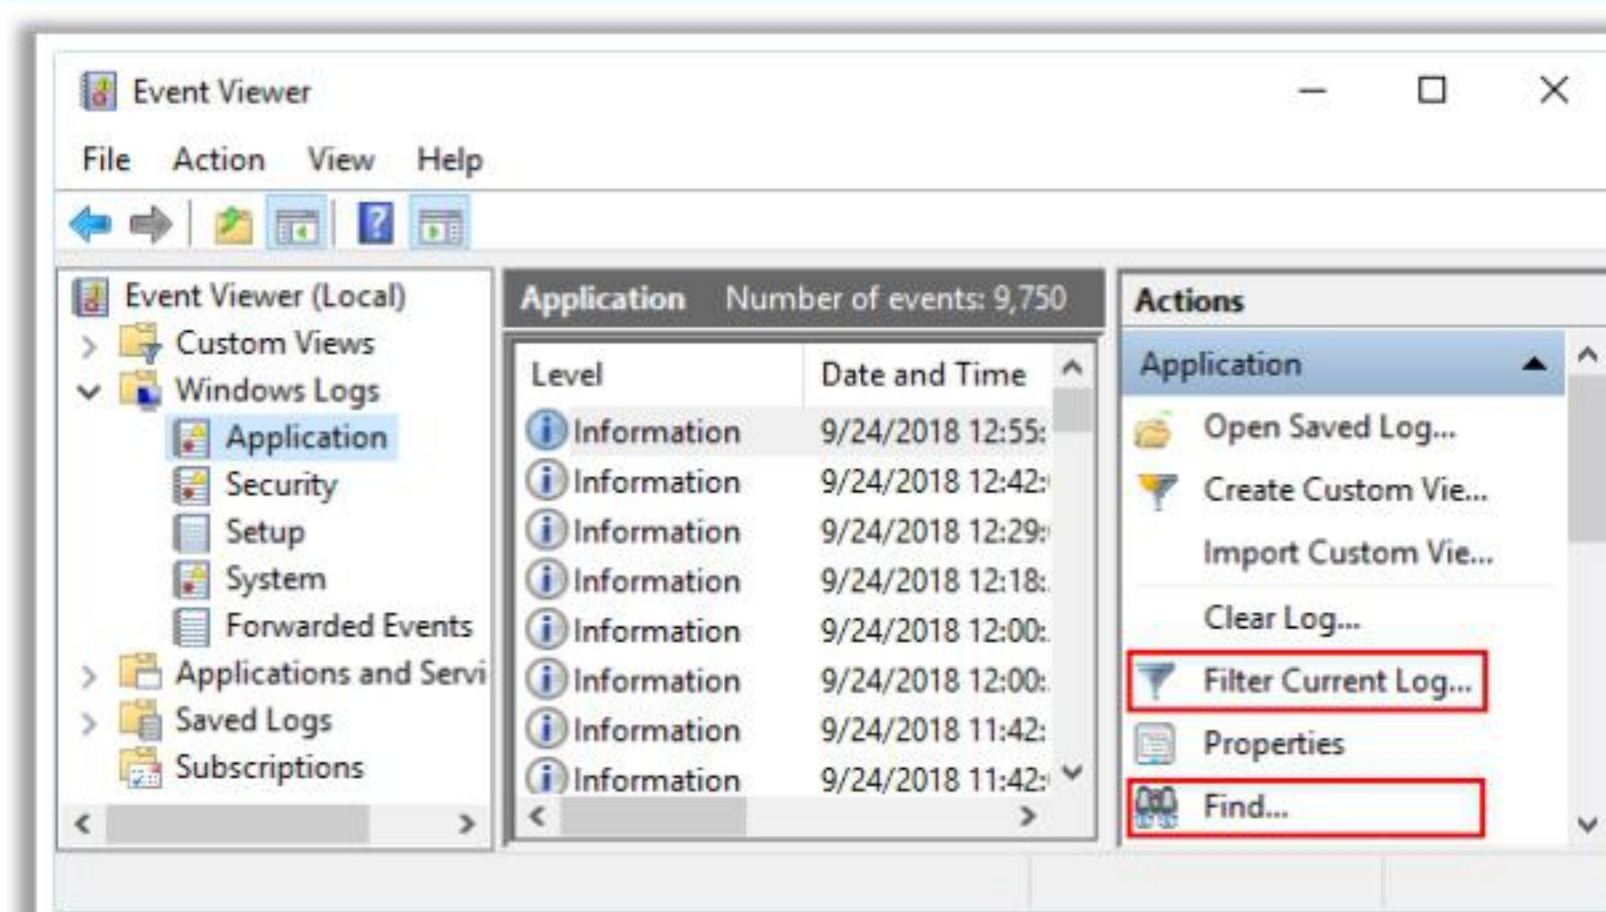 Event Viewer
File Action View Help
Event Viewer (Local)
Custom Views
Windows Logs
Application
Security
Setup
System
Forwarded Events
Applications and Servi
Saved Logs
Subscriptions
Application Number of events: 9,750
Level Date and Time
Information 9/24/2018 12:55:
Information 9/24/2018 12:42:
Information 9/24/2018 12:29:
Information 9/24/2018 12:18:
Information 9/24/2018 12:00:
Information 9/24/2018 12:00:
Information 9/24/2018 11:42:
Information 9/24/2018 11:42:
Actions
Application
Open Saved Log...
Create Custom Vie...
Import Custom Vie...
Clear Log...
Filter Current Log...
Properties
Find...